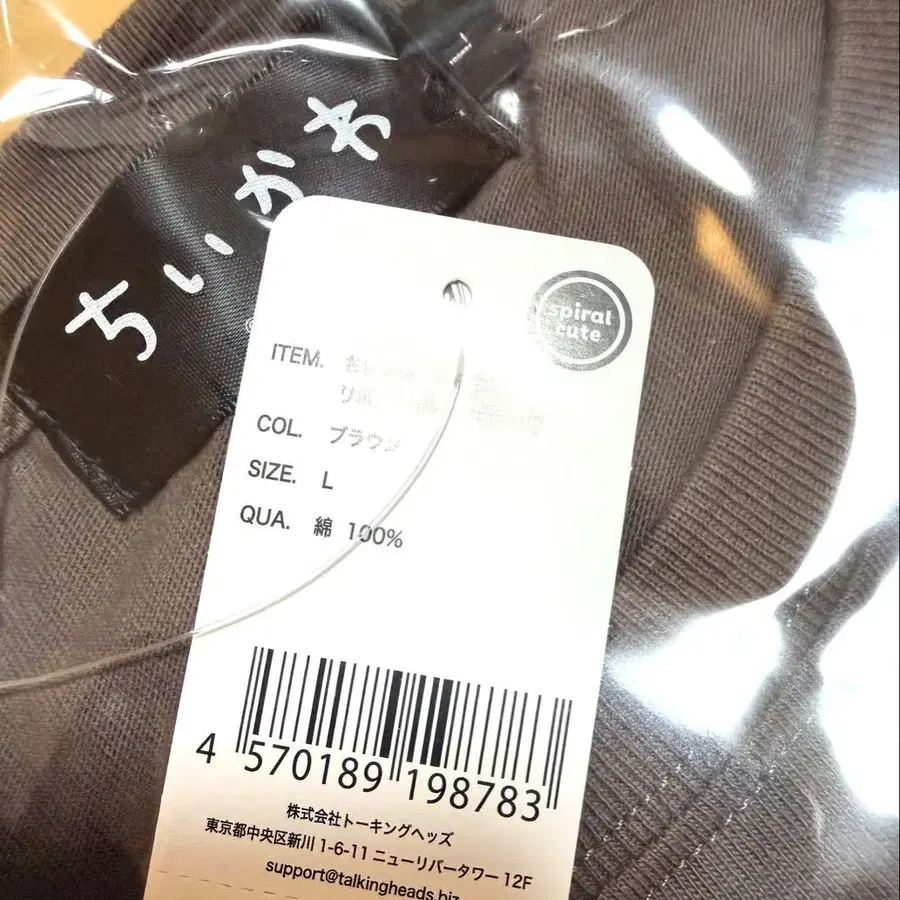 ちいかわ
spiral
cute
ITEM.
COL. ブラウン
SIZE. L
QUA. 綿 100%
4 570189 198783
株式会社トーキングヘッズ
東京都中央区新川 1-6-11 ニューリバータワー 12F
support@talkingheads.biz